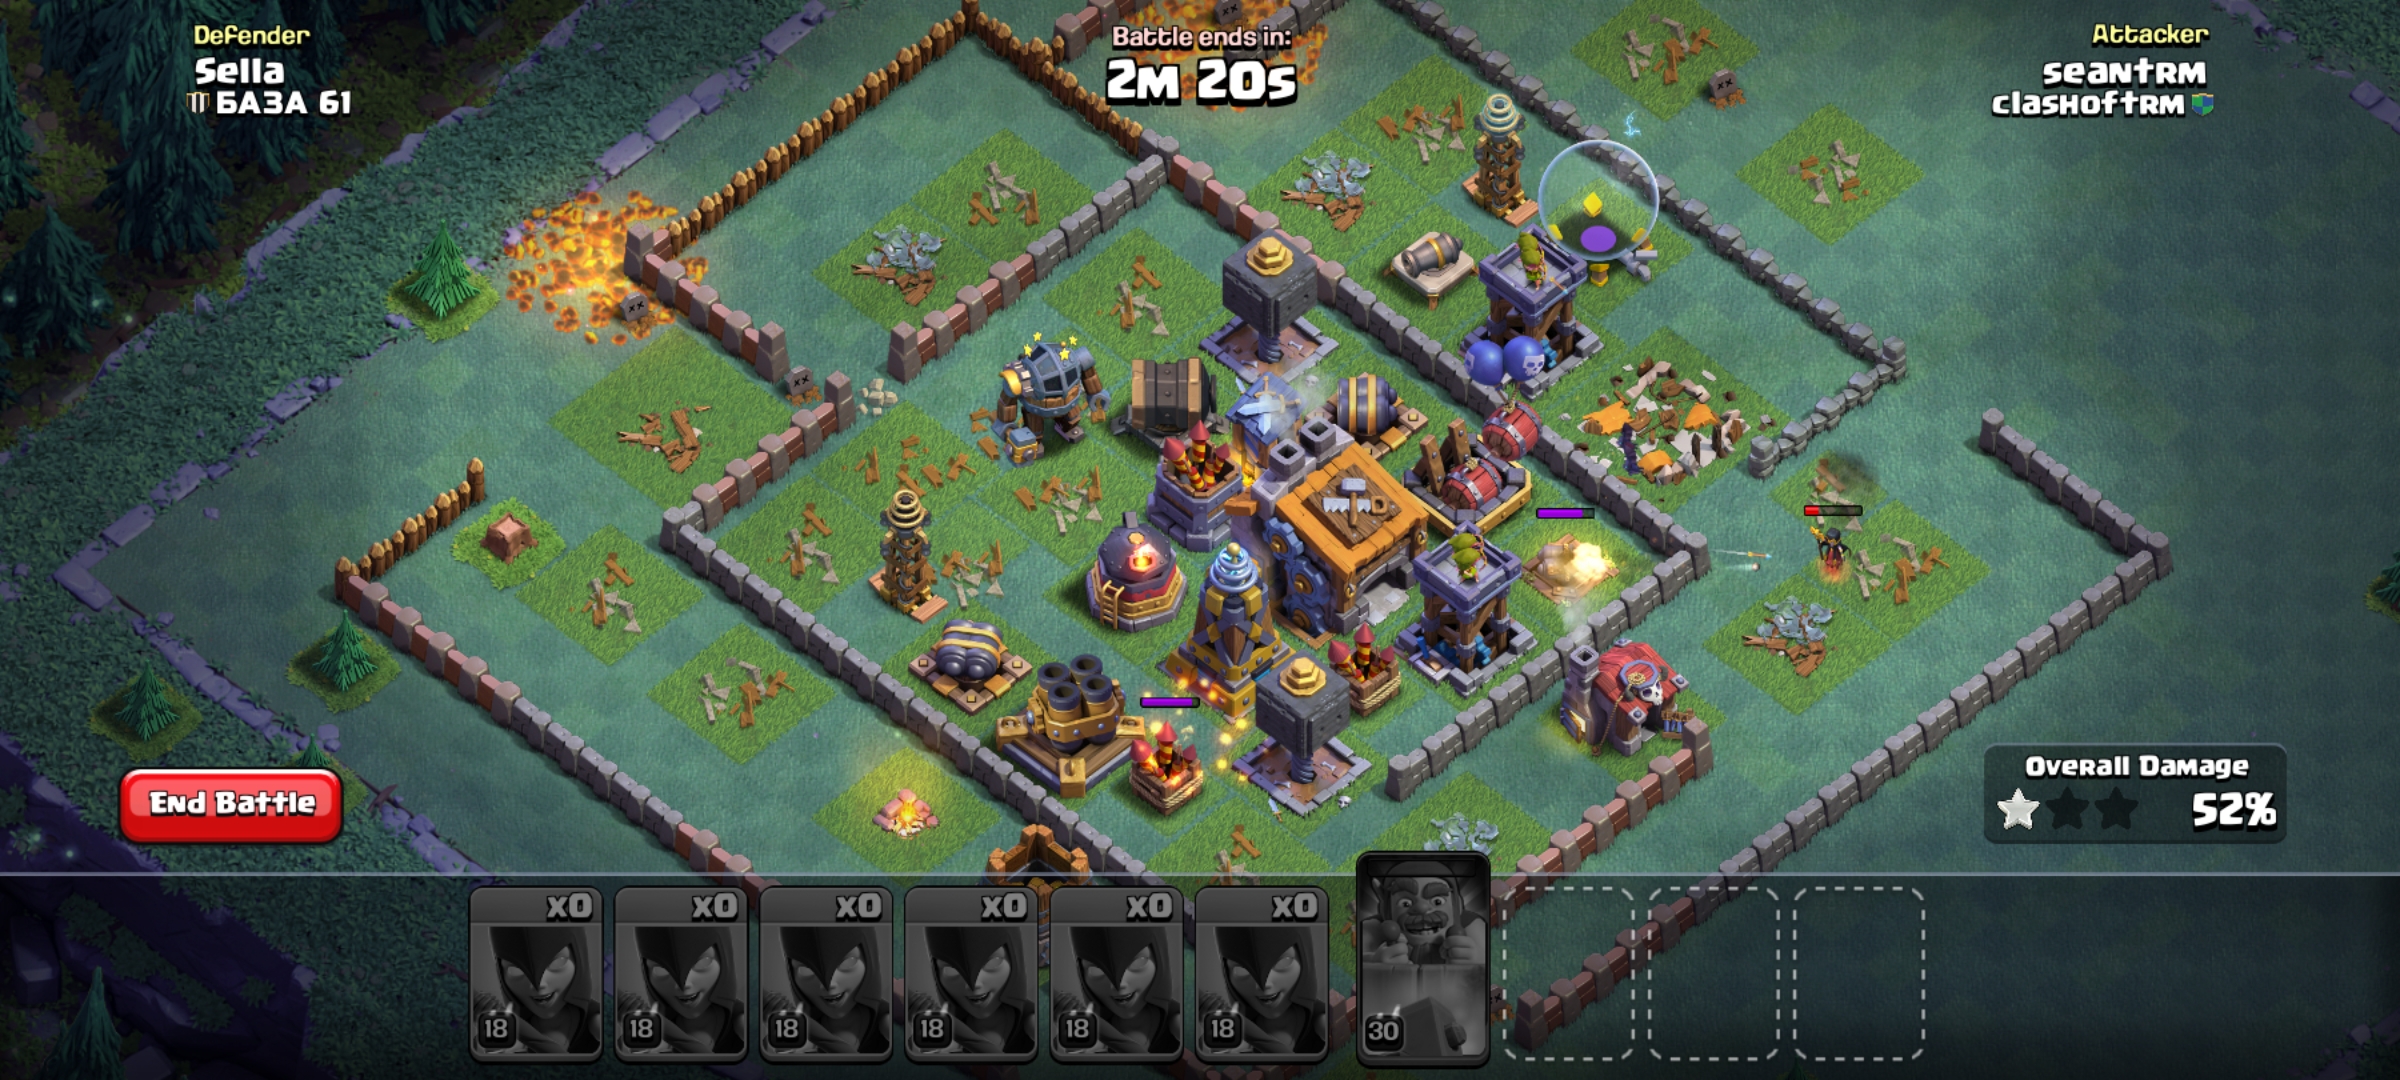 Defender
Sella
БАЗА 61
Battle ends in:
2M 20s
Attacker
seantRM
clashoftRM
End Battle
Overall Damage
52%
x0
x0
x0
x0
x0
x0
18
18
18
18
18
18
30